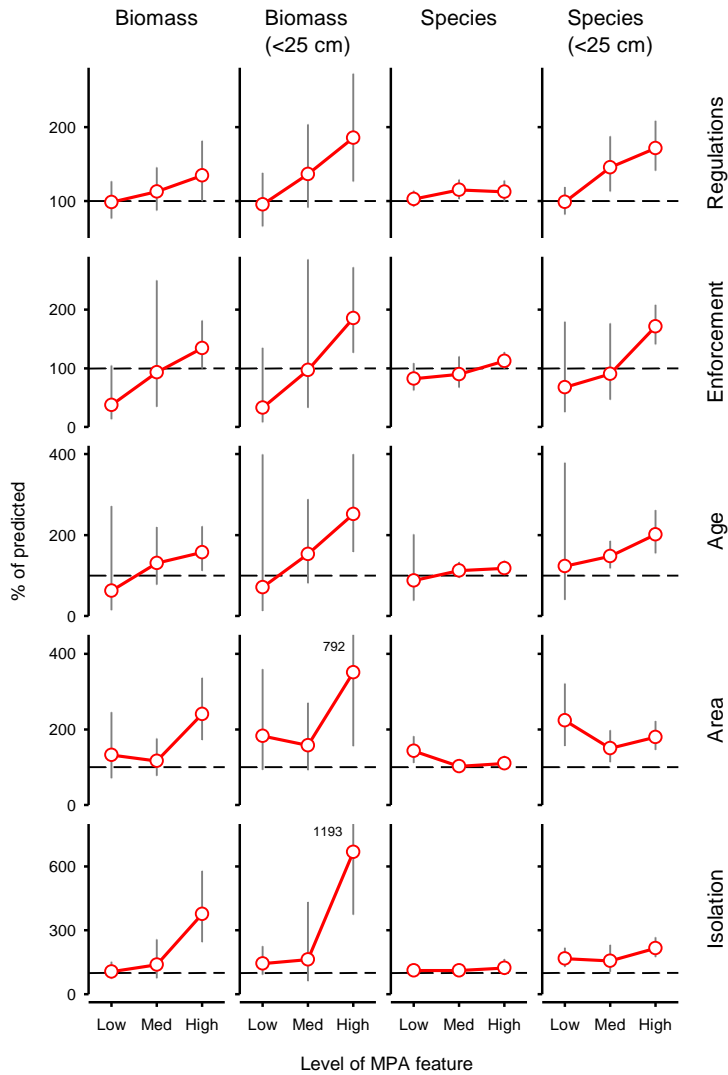 Biomass
Biomass
(<25 cm)
Species
Species
(<25 cm)
200
100
Regulations
200
100
0
Enforcement
400
200
0
Age
% of predicted
400
200
0
792
Area
600
300
0
1193
Isolation
Low Med High Low Med High Low Med High Low Med High
Level of MPA feature